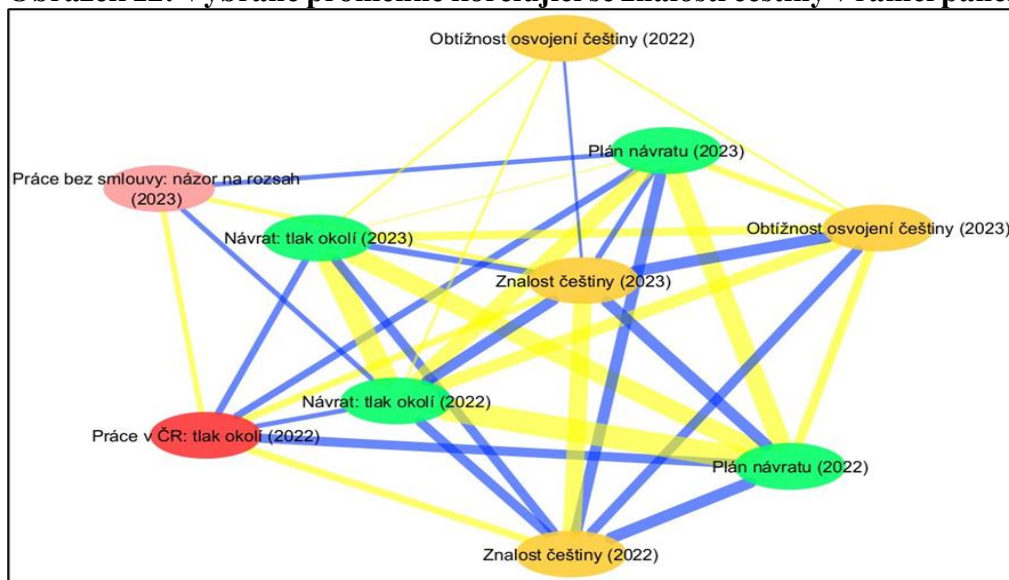 Obtížnost osvojení češtiny (2022)
Plán návratu (2023)
Práce bez smlouvy: názor na rozsah
(2023)
Obtížnost osvojení češtiny (2023)
Návrat: tlak okolí (2023)
Znalost češtiny (2023)
Návrat: tlak okolí (2022)
Práce v ČR: tlak okolí (2022)
Plán návratu (2022)
Znalost češtiny (2022)